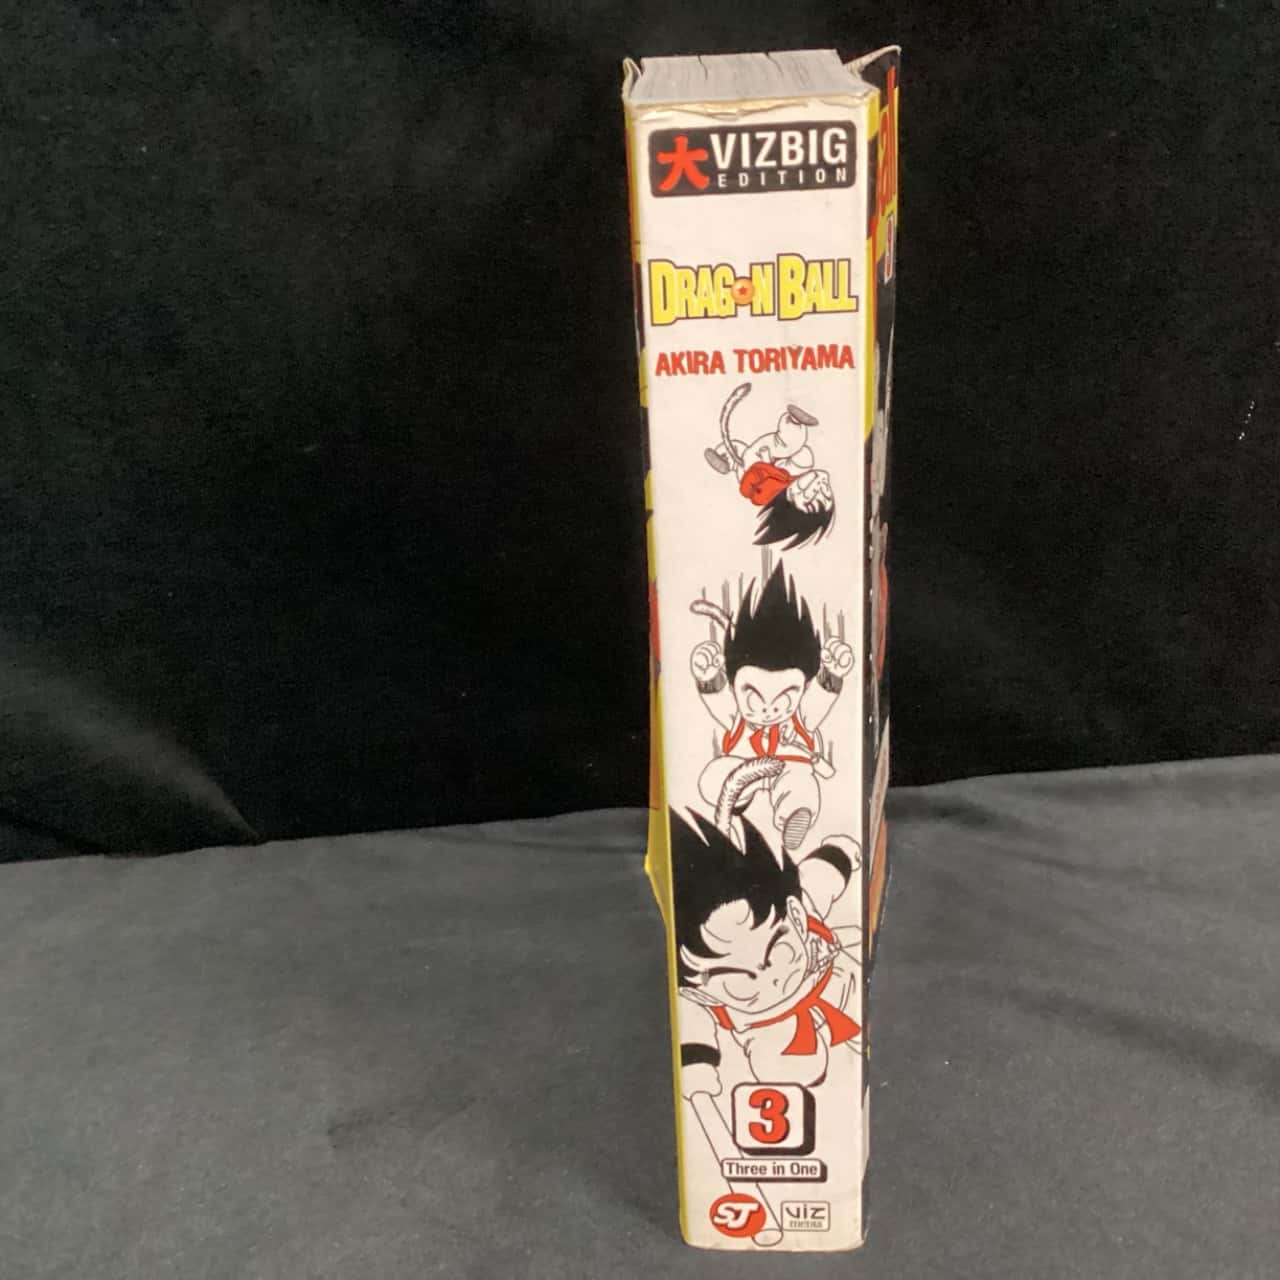 大 VIZBIG
EDITION
DRAGON BALL
AKIRA TORIYAMA
3
Three in One
SJ
VIZ
media